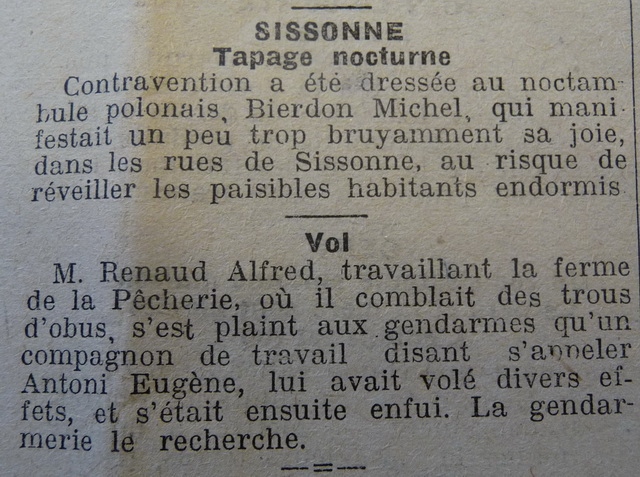 SISSONNE
Tapage nocturne
Contravention a été dressée au noctam-
bule polonais, Bierdon Michel, qui mani-
festait un peu trop bruyamment sa joie,
dans les rues de Sissonne, au risque de
réveiller les paisibles habitants endormis
Vol
M. Renaud Alfred, travaillant la ferme
de la Pêcherie, où il comblait des trous
d'obus, s'est plaint aux gendarmes qu'un
compagnon de travail disant s'appeler
Antoni Eugène, lui avait volé divers ef-
fets, et s'était ensuite enfui. La gendar-
merie le recherche.